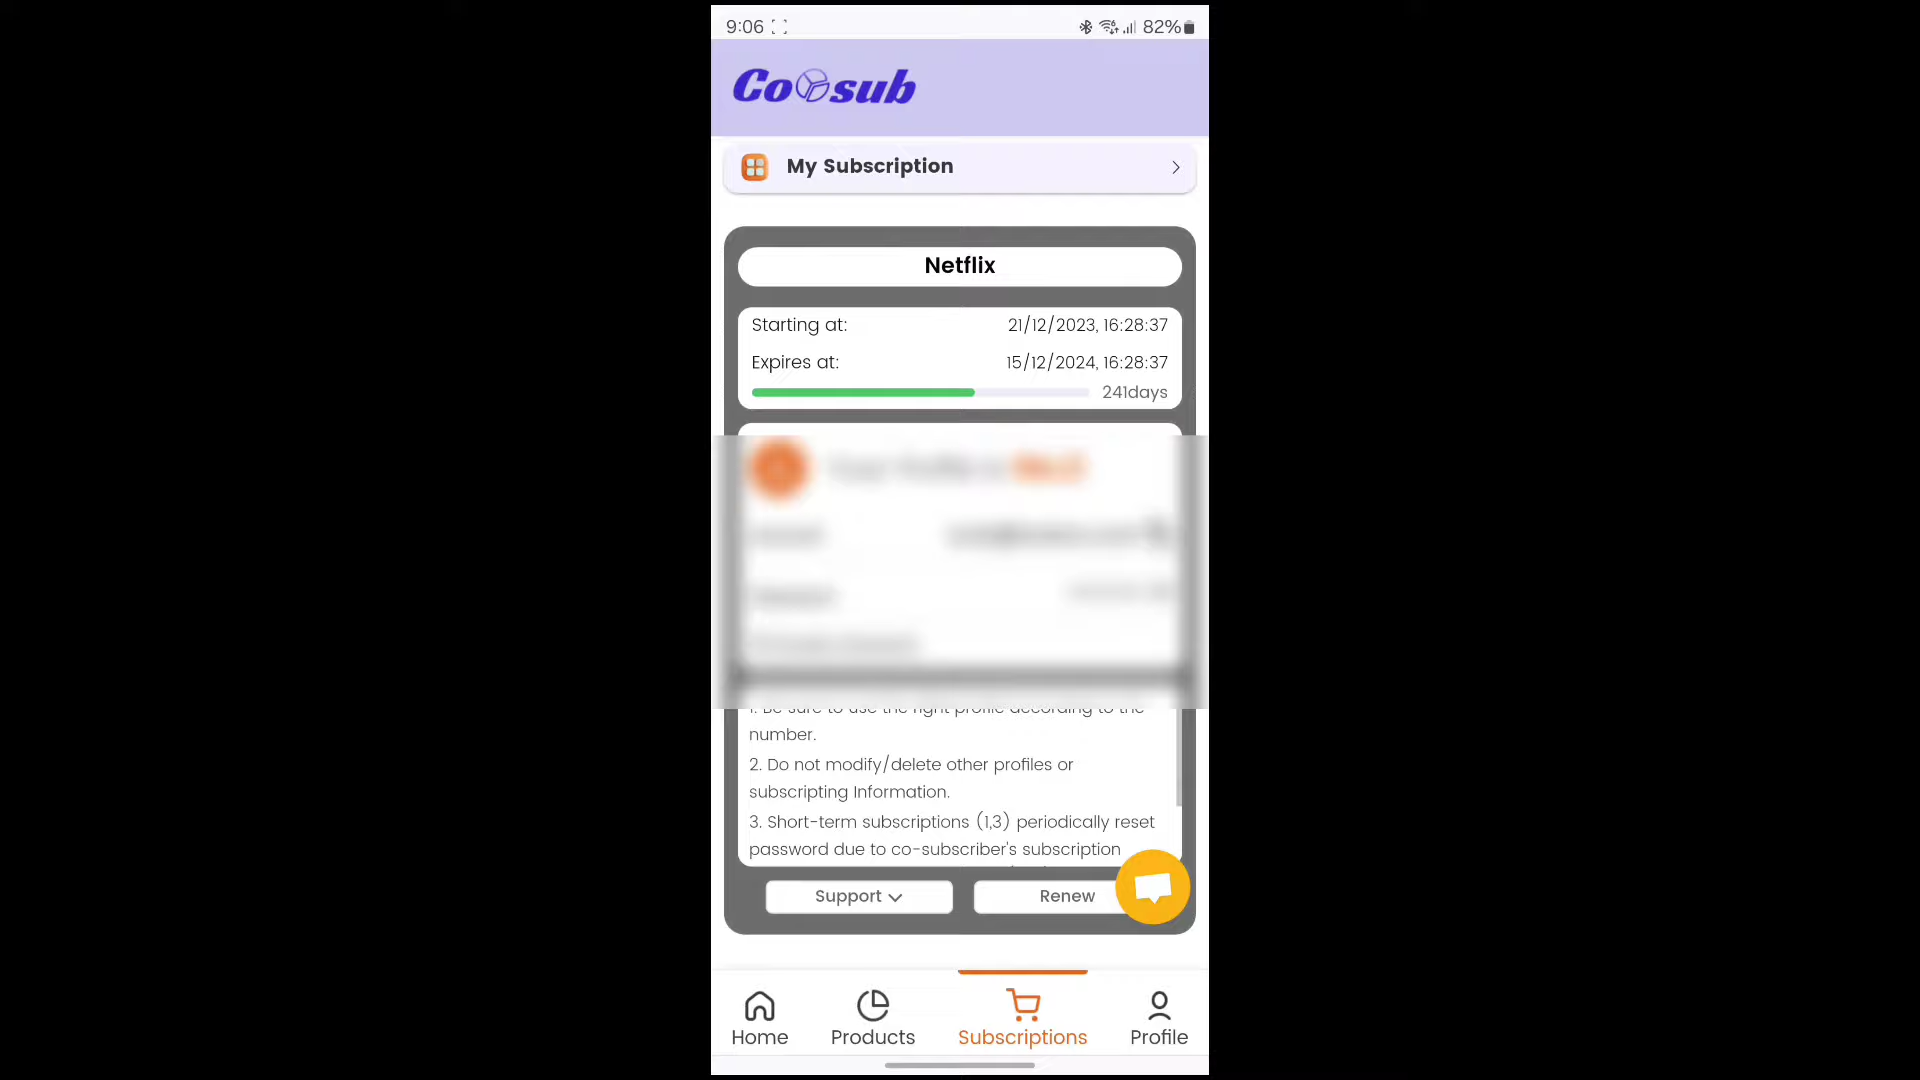 9:06 82%
Co sub
My Subscription
Netflix
Starting at: 21/12/2023, 16:28:37
Expires at: 15/12/2024, 16:28:37
241days
1. Be sure to use the right profile according to the
number.
2. Do not modify/delete other profiles or
subscripting Information.
3. Short-term subscriptions (1,3) periodically reset
password due to co-subscriber's subscription
Support Renew
Home Products Subscriptions Profile